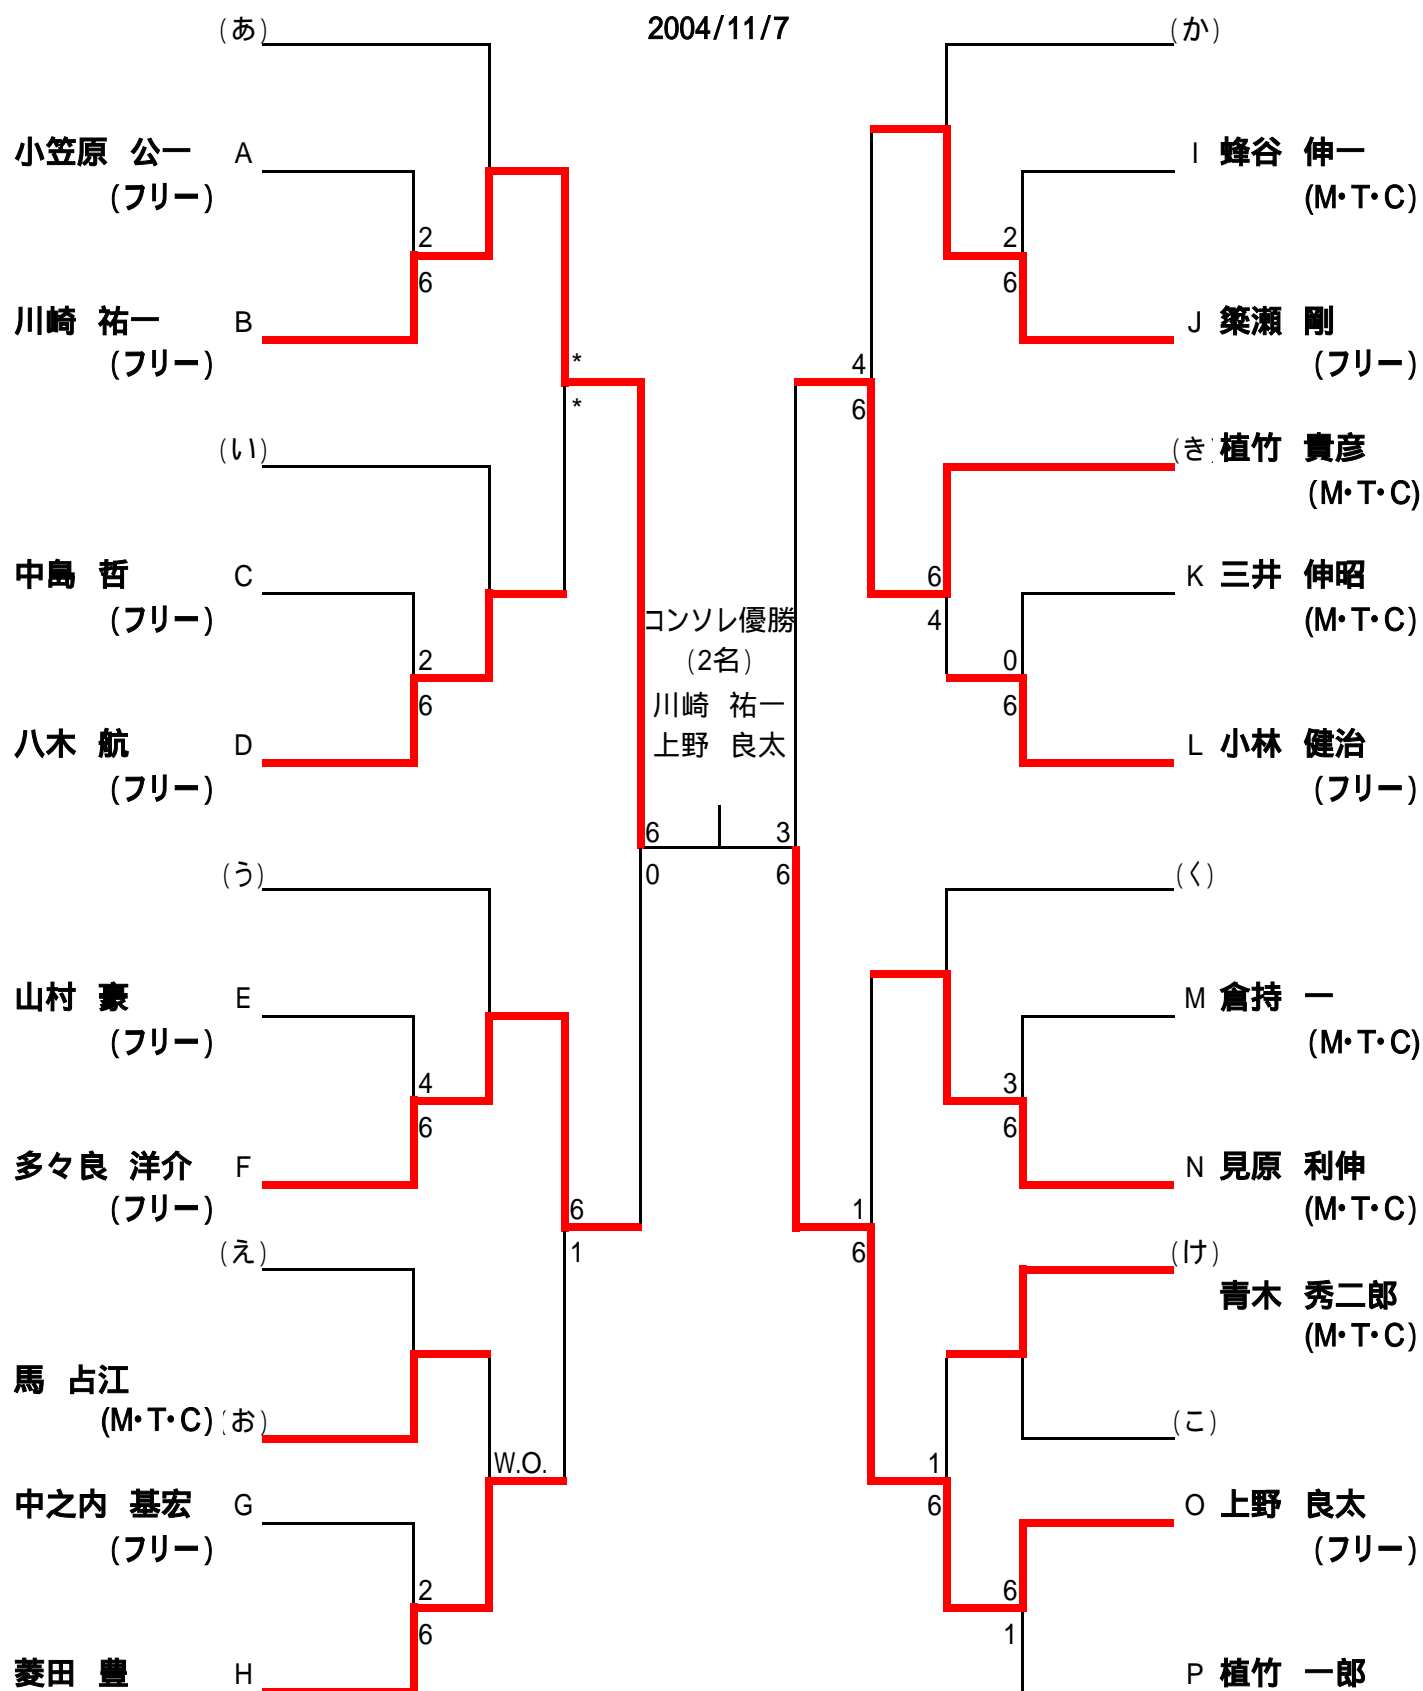 2004/11/7
(あ)
小笠原 公一 A
(フリー)
2
6
川崎 祐一 B
(フリー)
*
*
(い)
中島 哲 C
(フリー)
2
6
八木 航 D
(フリー)
(う)
山村 豪 E
(フリー)
4
6
多々良 洋介 F
(フリー)
6
1
(え)
馬 占江
(M・T・C) (お)
W.O.
中之内 基宏 G
(フリー)
2
6
菱田 豊 H
コンソレ優勝
(2名)
川崎 祐一
上野 良太
6 3
0 6
(か)
I 蜂谷 伸一
(M・T・C)
2
6
J 簗瀬 剛
(フリー)
4
6
(き) 植竹 貴彦
(M・T・C)
6
4
K 三井 伸昭
(M・T・C)
0
6
L 小林 健治
(フリー)
(く)
M 倉持 一
(M・T・C)
3
6
N 見原 利伸
(M・T・C)
1
6
(け)
青木 秀二郎
(M・T・C)
(こ)
1
6
O 上野 良太
(フリー)
6
1
P 植竹 一郎